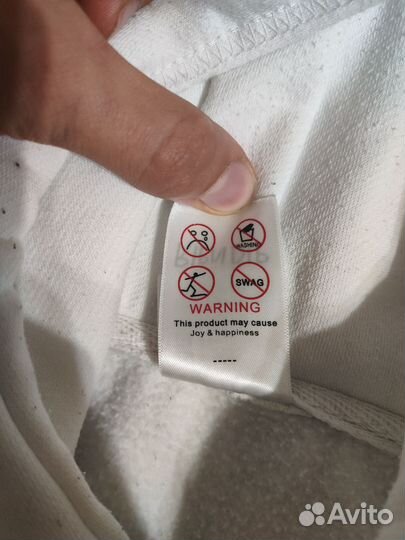 WASHING
SWAG
WARNING
This product may cause
Joy & happiness
-----
Avito